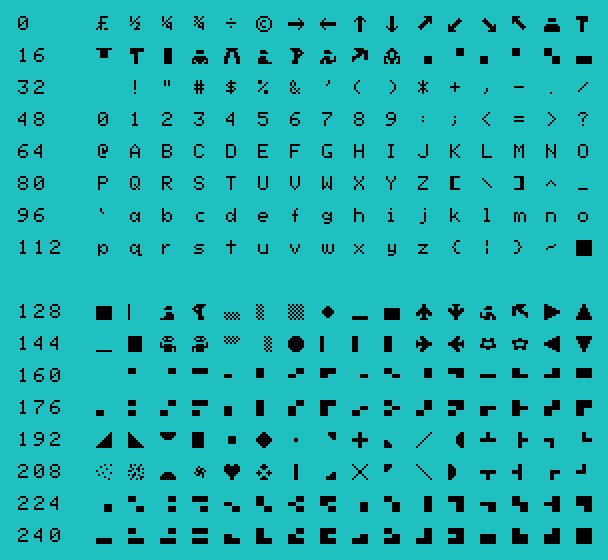 0 £ ½ ¼ ¾ ÷ © → ← ↑ ↓ ↗ ↙ ↘ ↖
16
32 ! " # $ % & ' ( ) * + , - . /
48 0 1 2 3 4 5 6 7 8 9 : ; < = > ?
64 @ A B C D E F G H I J K L M N O
80 P Q R S T U V W X Y Z [ \ ] ^ _
96 ` a b c d e f g h i j k l m n o
112 p q r s t u v w x y z { ¦ } ~ ■
128
144
160
176
192
208
224
240